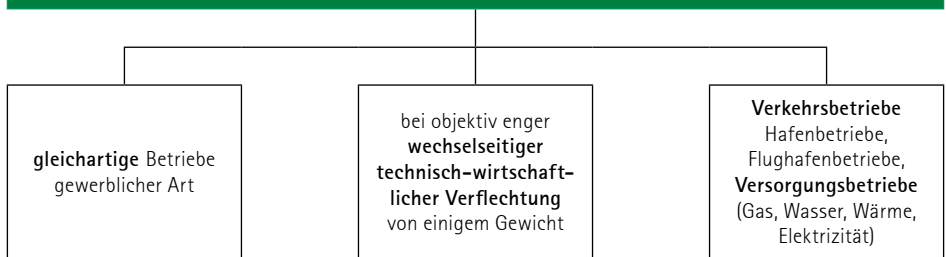 gleichartige Betriebe
gewerblicher Art
bei objektiv enger
wechselseitiger
technisch-wirtschaft-
licher Verflechtung
von einigem Gewicht
Verkehrsbetriebe
Hafenbetriebe,
Flughafenbetriebe,
Versorgungsbetriebe
(Gas, Wasser, Wärme,
Elektrizität)